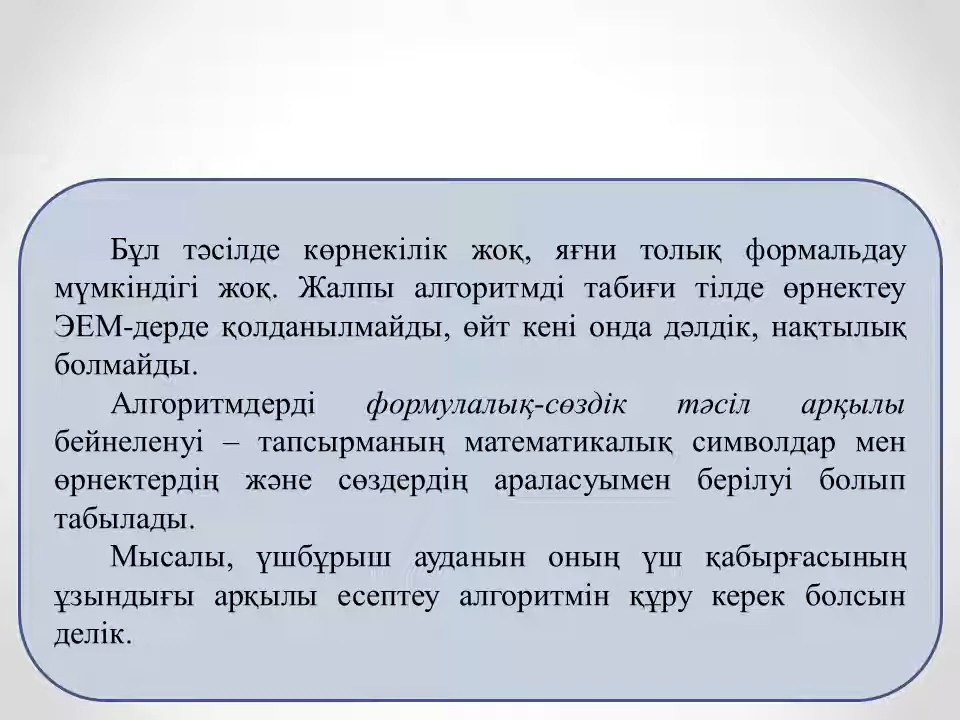 Бұл тәсілде көрнекілік жоқ, яғни толық формальдау
мүмкіндігі жоқ. Жалпы алгоритмді табиғи тілде өрнектеу
ЭЕМ-дерде қолданылмайды, өйт кені онда дәлдік, нақтылық
болмайды.
Алгоритмдерді формулалық-сөздік тәсіл арқылы
бейнеленуі – тапсырманың математикалық символдар мен
өрнектердің және сөздердің араласуымен берілуі болып
табылады.
Мысалы, үшбұрыш ауданын оның үш қабырғасының
ұзындығы арқылы есептеу алгоритмін құру керек болсын
делік.